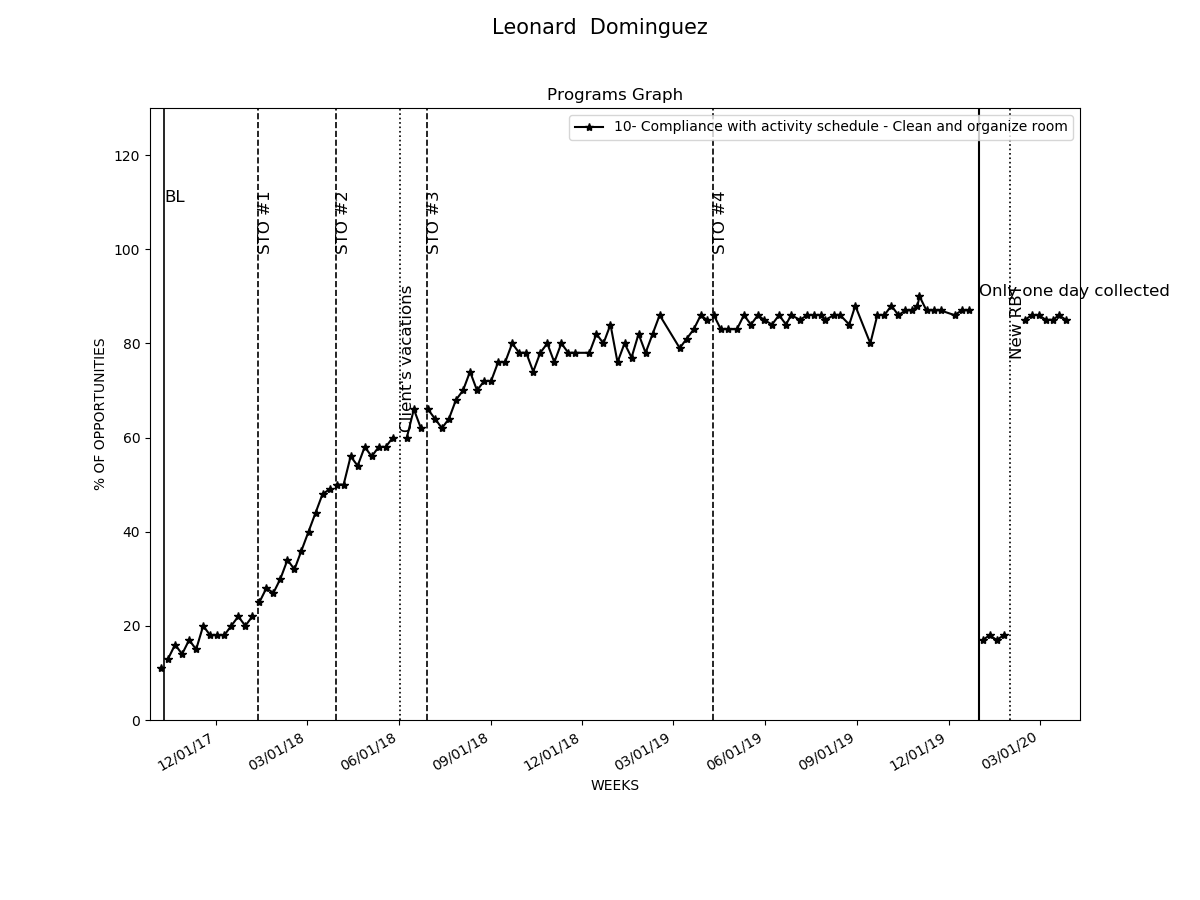 Leonard  Dominguez
Programs Graph
10- Compliance with activity schedule - Clean and organize room
BL
STO #1
STO #2
Client's vacations
STO #3
STO #4
Only one day collected
New RBT
% OF OPPORTUNITIES
120
100
80
60
40
20
0
12/01/17
03/01/18
06/01/18
09/01/18
12/01/18
03/01/19
06/01/19
09/01/19
12/01/19
03/01/20
WEEKS